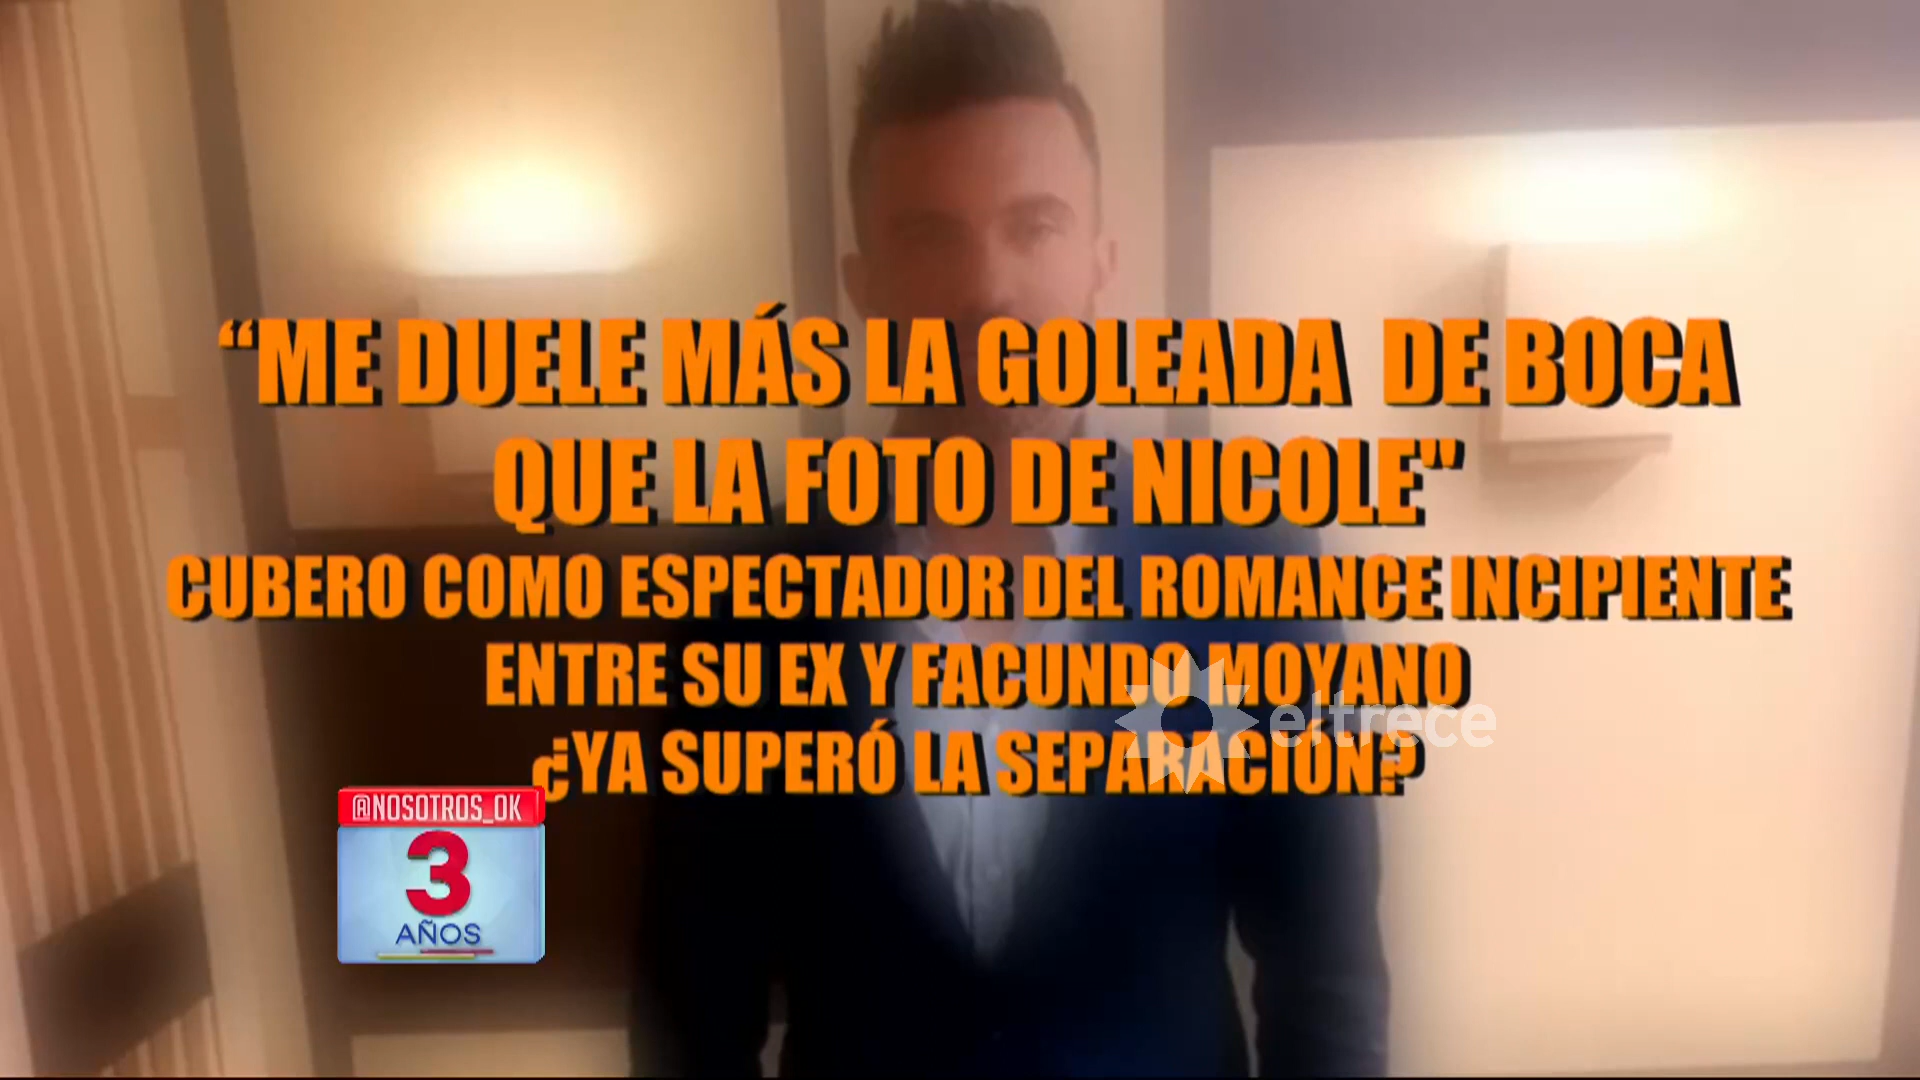 “ME DUELE MÁS LA GOLEADA DE BOCA
QUE LA FOTO DE NICOLE"
CUBERO COMO ESPECTADOR DEL ROMANCE INCIPIENTE
ENTRE SU EX Y FACUNDO MOYANO
¿YA SUPERÓ LA SEPARACIÓN?
eltrece
@NOSOTROS_OK
3
AÑOS